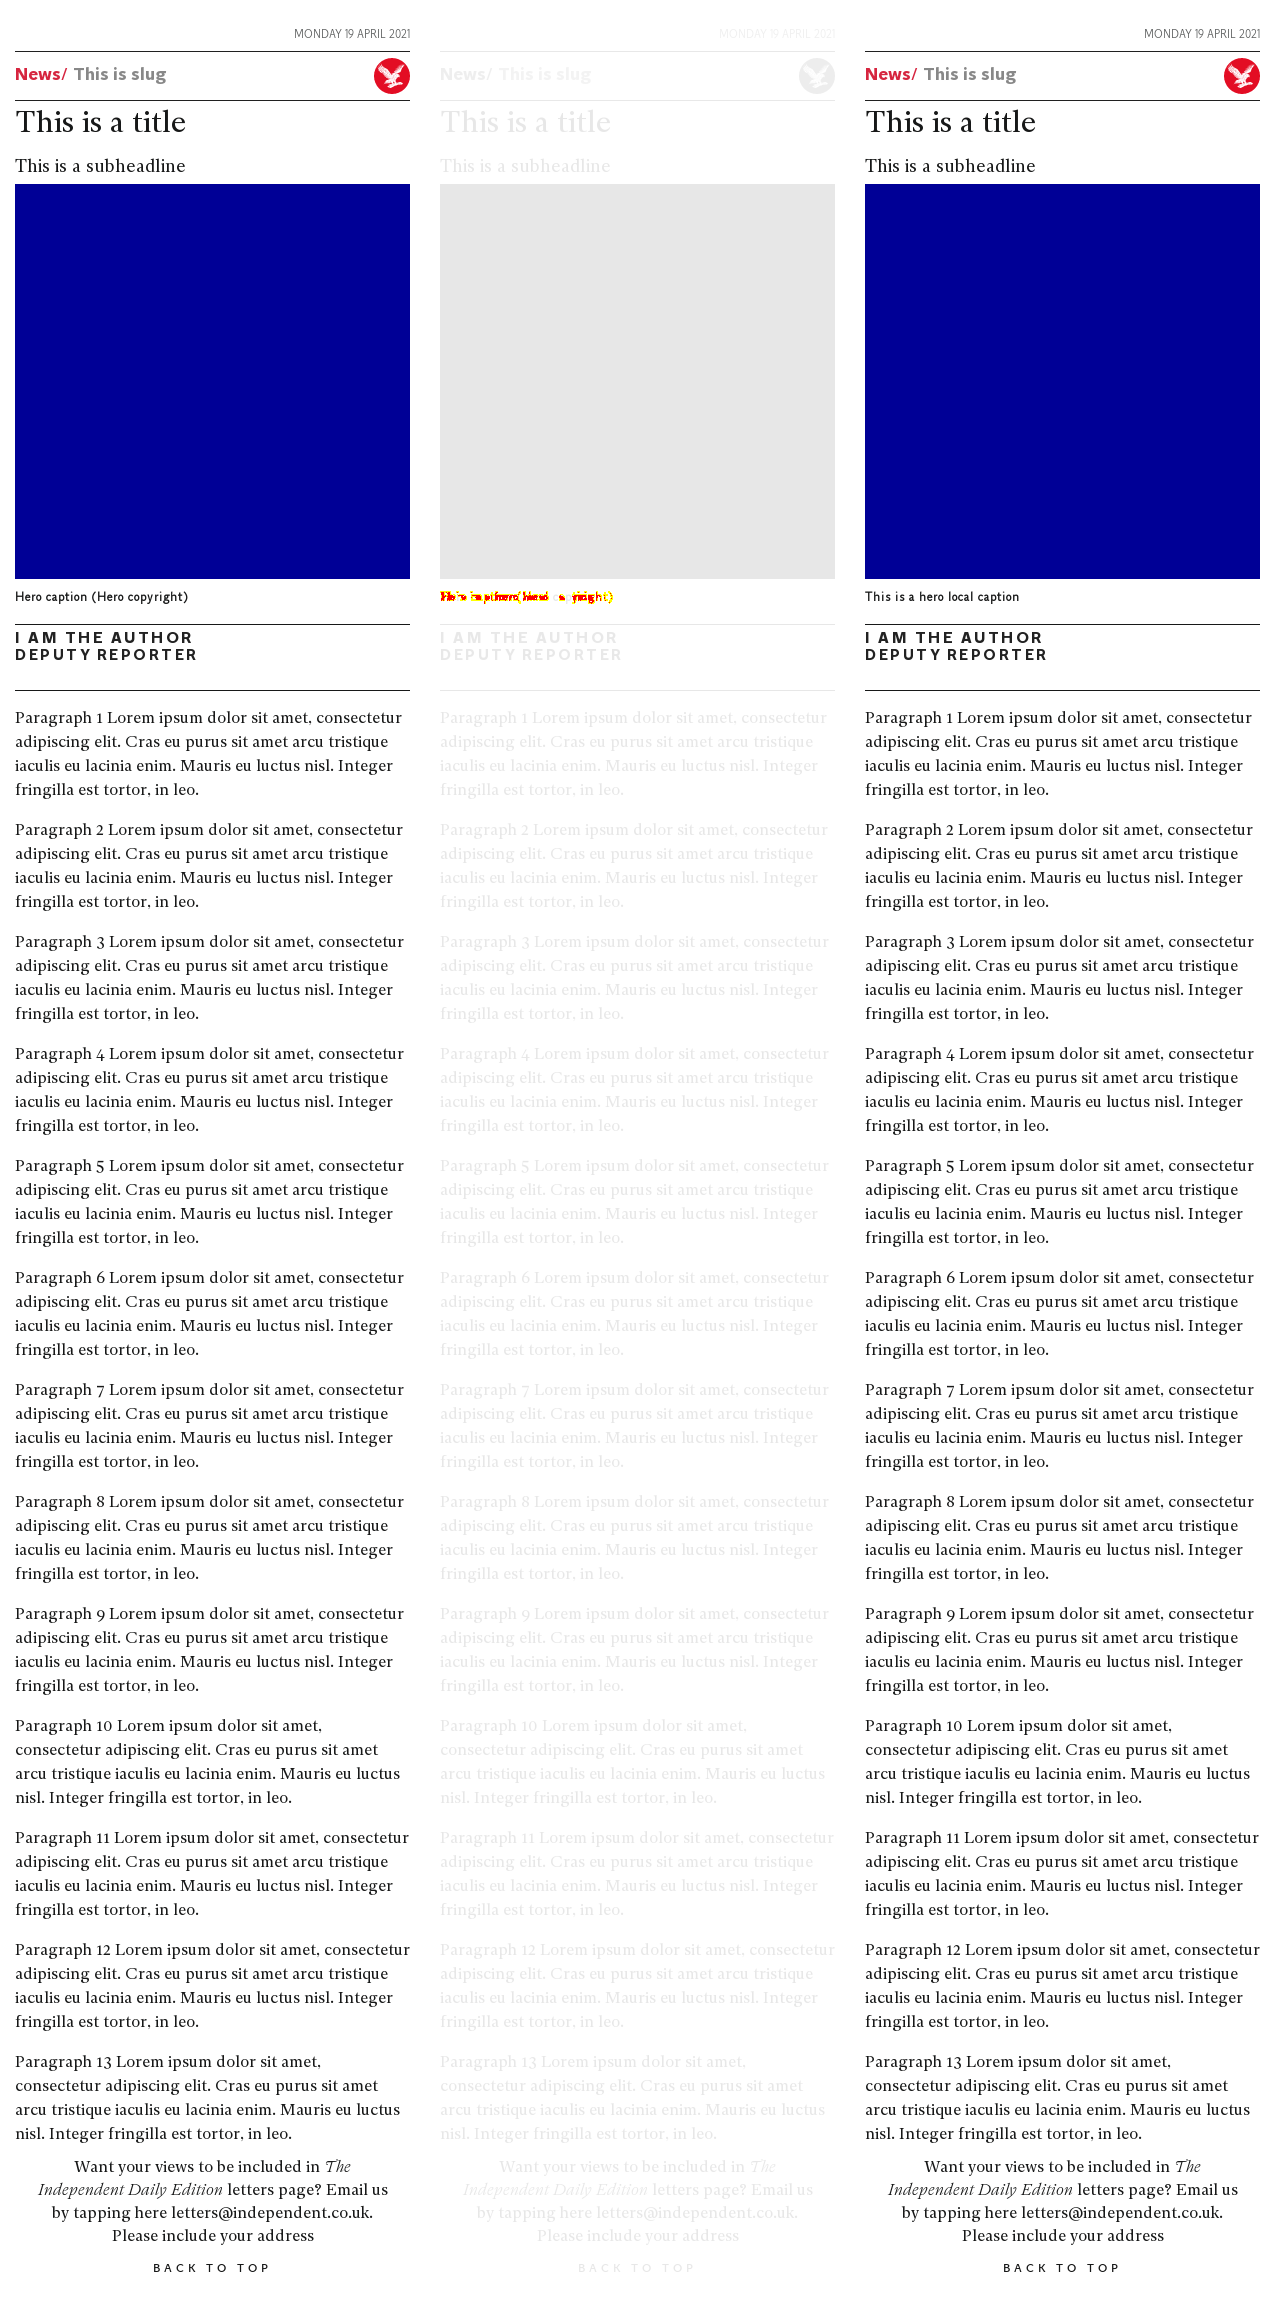 MONDAY 19 APRIL 2021
News/ This is slug
This is a title
This is a subheadline
Hero caption (Hero copyright)
I AM THE AUTHOR
DEPUTY REPORTER
Paragraph 1 Lorem ipsum dolor sit amet, consectetur
adipiscing elit. Cras eu purus sit amet arcu tristique
iaculis eu lacinia enim. Mauris eu luctus nisl. Integer
fringilla est tortor, in leo.
Paragraph 2 Lorem ipsum dolor sit amet, consectetur
adipiscing elit. Cras eu purus sit amet arcu tristique
iaculis eu lacinia enim. Mauris eu luctus nisl. Integer
fringilla est tortor, in leo.
Paragraph 3 Lorem ipsum dolor sit amet, consectetur
adipiscing elit. Cras eu purus sit amet arcu tristique
iaculis eu lacinia enim. Mauris eu luctus nisl. Integer
fringilla est tortor, in leo.
Paragraph 4 Lorem ipsum dolor sit amet, consectetur
adipiscing elit. Cras eu purus sit amet arcu tristique
iaculis eu lacinia enim. Mauris eu luctus nisl. Integer
fringilla est tortor, in leo.
Paragraph 5 Lorem ipsum dolor sit amet, consectetur
adipiscing elit. Cras eu purus sit amet arcu tristique
iaculis eu lacinia enim. Mauris eu luctus nisl. Integer
fringilla est tortor, in leo.
Paragraph 6 Lorem ipsum dolor sit amet, consectetur
adipiscing elit. Cras eu purus sit amet arcu tristique
iaculis eu lacinia enim. Mauris eu luctus nisl. Integer
fringilla est tortor, in leo.
Paragraph 7 Lorem ipsum dolor sit amet, consectetur
adipiscing elit. Cras eu purus sit amet arcu tristique
iaculis eu lacinia enim. Mauris eu luctus nisl. Integer
fringilla est tortor, in leo.
Paragraph 8 Lorem ipsum dolor sit amet, consectetur
adipiscing elit. Cras eu purus sit amet arcu tristique
iaculis eu lacinia enim. Mauris eu luctus nisl. Integer
fringilla est tortor, in leo.
Paragraph 9 Lorem ipsum dolor sit amet, consectetur
adipiscing elit. Cras eu purus sit amet arcu tristique
iaculis eu lacinia enim. Mauris eu luctus nisl. Integer
fringilla est tortor, in leo.
Paragraph 10 Lorem ipsum dolor sit amet,
consectetur adipiscing elit. Cras eu purus sit amet
arcu tristique iaculis eu lacinia enim. Mauris eu luctus
nisl. Integer fringilla est tortor, in leo.
Paragraph 11 Lorem ipsum dolor sit amet, consectetur
adipiscing elit. Cras eu purus sit amet arcu tristique
iaculis eu lacinia enim. Mauris eu luctus nisl. Integer
fringilla est tortor, in leo.
Paragraph 12 Lorem ipsum dolor sit amet, consectetur
adipiscing elit. Cras eu purus sit amet arcu tristique
iaculis eu lacinia enim. Mauris eu luctus nisl. Integer
fringilla est tortor, in leo.
Paragraph 13 Lorem ipsum dolor sit amet,
consectetur adipiscing elit. Cras eu purus sit amet
arcu tristique iaculis eu lacinia enim. Mauris eu luctus
nisl. Integer fringilla est tortor, in leo.
Want your views to be included in The
Independent Daily Edition letters page? Email us
by tapping here letters@independent.co.uk.
Please include your address
BACK TO TOP
MONDAY 19 APRIL 2021
News/ This is slug
This is a title
This is a subheadline
I AM THE AUTHOR
DEPUTY REPORTER
Paragraph 1 Lorem ipsum dolor sit amet, consectetur
adipiscing elit. Cras eu purus sit amet arcu tristique
iaculis eu lacinia enim. Mauris eu luctus nisl. Integer
fringilla est tortor, in leo.
Paragraph 2 Lorem ipsum dolor sit amet, consectetur
adipiscing elit. Cras eu purus sit amet arcu tristique
iaculis eu lacinia enim. Mauris eu luctus nisl. Integer
fringilla est tortor, in leo.
Paragraph 3 Lorem ipsum dolor sit amet, consectetur
adipiscing elit. Cras eu purus sit amet arcu tristique
iaculis eu lacinia enim. Mauris eu luctus nisl. Integer
fringilla est tortor, in leo.
Paragraph 4 Lorem ipsum dolor sit amet, consectetur
adipiscing elit. Cras eu purus sit amet arcu tristique
iaculis eu lacinia enim. Mauris eu luctus nisl. Integer
fringilla est tortor, in leo.
Paragraph 5 Lorem ipsum dolor sit amet, consectetur
adipiscing elit. Cras eu purus sit amet arcu tristique
iaculis eu lacinia enim. Mauris eu luctus nisl. Integer
fringilla est tortor, in leo.
Paragraph 6 Lorem ipsum dolor sit amet, consectetur
adipiscing elit. Cras eu purus sit amet arcu tristique
iaculis eu lacinia enim. Mauris eu luctus nisl. Integer
fringilla est tortor, in leo.
Paragraph 7 Lorem ipsum dolor sit amet, consectetur
adipiscing elit. Cras eu purus sit amet arcu tristique
iaculis eu lacinia enim. Mauris eu luctus nisl. Integer
fringilla est tortor, in leo.
Paragraph 8 Lorem ipsum dolor sit amet, consectetur
adipiscing elit. Cras eu purus sit amet arcu tristique
iaculis eu lacinia enim. Mauris eu luctus nisl. Integer
fringilla est tortor, in leo.
Paragraph 9 Lorem ipsum dolor sit amet, consectetur
adipiscing elit. Cras eu purus sit amet arcu tristique
iaculis eu lacinia enim. Mauris eu luctus nisl. Integer
fringilla est tortor, in leo.
Paragraph 10 Lorem ipsum dolor sit amet,
consectetur adipiscing elit. Cras eu purus sit amet
arcu tristique iaculis eu lacinia enim. Mauris eu luctus
nisl. Integer fringilla est tortor, in leo.
Paragraph 11 Lorem ipsum dolor sit amet, consectetur
adipiscing elit. Cras eu purus sit amet arcu tristique
iaculis eu lacinia enim. Mauris eu luctus nisl. Integer
fringilla est tortor, in leo.
Paragraph 12 Lorem ipsum dolor sit amet, consectetur
adipiscing elit. Cras eu purus sit amet arcu tristique
iaculis eu lacinia enim. Mauris eu luctus nisl. Integer
fringilla est tortor, in leo.
Paragraph 13 Lorem ipsum dolor sit amet,
consectetur adipiscing elit. Cras eu purus sit amet
arcu tristique iaculis eu lacinia enim. Mauris eu luctus
nisl. Integer fringilla est tortor, in leo.
Want your views to be included in The
Independent Daily Edition letters page? Email us
by tapping here letters@independent.co.uk.
Please include your address
BACK TO TOP
MONDAY 19 APRIL 2021
News/ This is slug
This is a title
This is a subheadline
This is a hero local caption
I AM THE AUTHOR
DEPUTY REPORTER
Paragraph 1 Lorem ipsum dolor sit amet, consectetur
adipiscing elit. Cras eu purus sit amet arcu tristique
iaculis eu lacinia enim. Mauris eu luctus nisl. Integer
fringilla est tortor, in leo.
Paragraph 2 Lorem ipsum dolor sit amet, consectetur
adipiscing elit. Cras eu purus sit amet arcu tristique
iaculis eu lacinia enim. Mauris eu luctus nisl. Integer
fringilla est tortor, in leo.
Paragraph 3 Lorem ipsum dolor sit amet, consectetur
adipiscing elit. Cras eu purus sit amet arcu tristique
iaculis eu lacinia enim. Mauris eu luctus nisl. Integer
fringilla est tortor, in leo.
Paragraph 4 Lorem ipsum dolor sit amet, consectetur
adipiscing elit. Cras eu purus sit amet arcu tristique
iaculis eu lacinia enim. Mauris eu luctus nisl. Integer
fringilla est tortor, in leo.
Paragraph 5 Lorem ipsum dolor sit amet, consectetur
adipiscing elit. Cras eu purus sit amet arcu tristique
iaculis eu lacinia enim. Mauris eu luctus nisl. Integer
fringilla est tortor, in leo.
Paragraph 6 Lorem ipsum dolor sit amet, consectetur
adipiscing elit. Cras eu purus sit amet arcu tristique
iaculis eu lacinia enim. Mauris eu luctus nisl. Integer
fringilla est tortor, in leo.
Paragraph 7 Lorem ipsum dolor sit amet, consectetur
adipiscing elit. Cras eu purus sit amet arcu tristique
iaculis eu lacinia enim. Mauris eu luctus nisl. Integer
fringilla est tortor, in leo.
Paragraph 8 Lorem ipsum dolor sit amet, consectetur
adipiscing elit. Cras eu purus sit amet arcu tristique
iaculis eu lacinia enim. Mauris eu luctus nisl. Integer
fringilla est tortor, in leo.
Paragraph 9 Lorem ipsum dolor sit amet, consectetur
adipiscing elit. Cras eu purus sit amet arcu tristique
iaculis eu lacinia enim. Mauris eu luctus nisl. Integer
fringilla est tortor, in leo.
Paragraph 10 Lorem ipsum dolor sit amet,
consectetur adipiscing elit. Cras eu purus sit amet
arcu tristique iaculis eu lacinia enim. Mauris eu luctus
nisl. Integer fringilla est tortor, in leo.
Paragraph 11 Lorem ipsum dolor sit amet, consectetur
adipiscing elit. Cras eu purus sit amet arcu tristique
iaculis eu lacinia enim. Mauris eu luctus nisl. Integer
fringilla est tortor, in leo.
Paragraph 12 Lorem ipsum dolor sit amet, consectetur
adipiscing elit. Cras eu purus sit amet arcu tristique
iaculis eu lacinia enim. Mauris eu luctus nisl. Integer
fringilla est tortor, in leo.
Paragraph 13 Lorem ipsum dolor sit amet,
consectetur adipiscing elit. Cras eu purus sit amet
arcu tristique iaculis eu lacinia enim. Mauris eu luctus
nisl. Integer fringilla est tortor, in leo.
Want your views to be included in The
Independent Daily Edition letters page? Email us
by tapping here letters@independent.co.uk.
Please include your address
BACK TO TOP